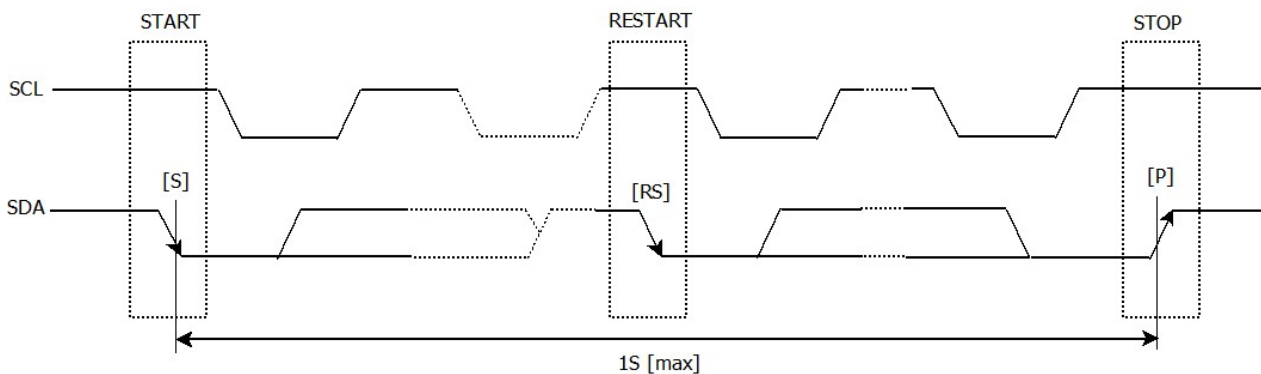 START
RESTART
STOP
SCL
[S]
[RS]
[P]
SDA
1S [max]